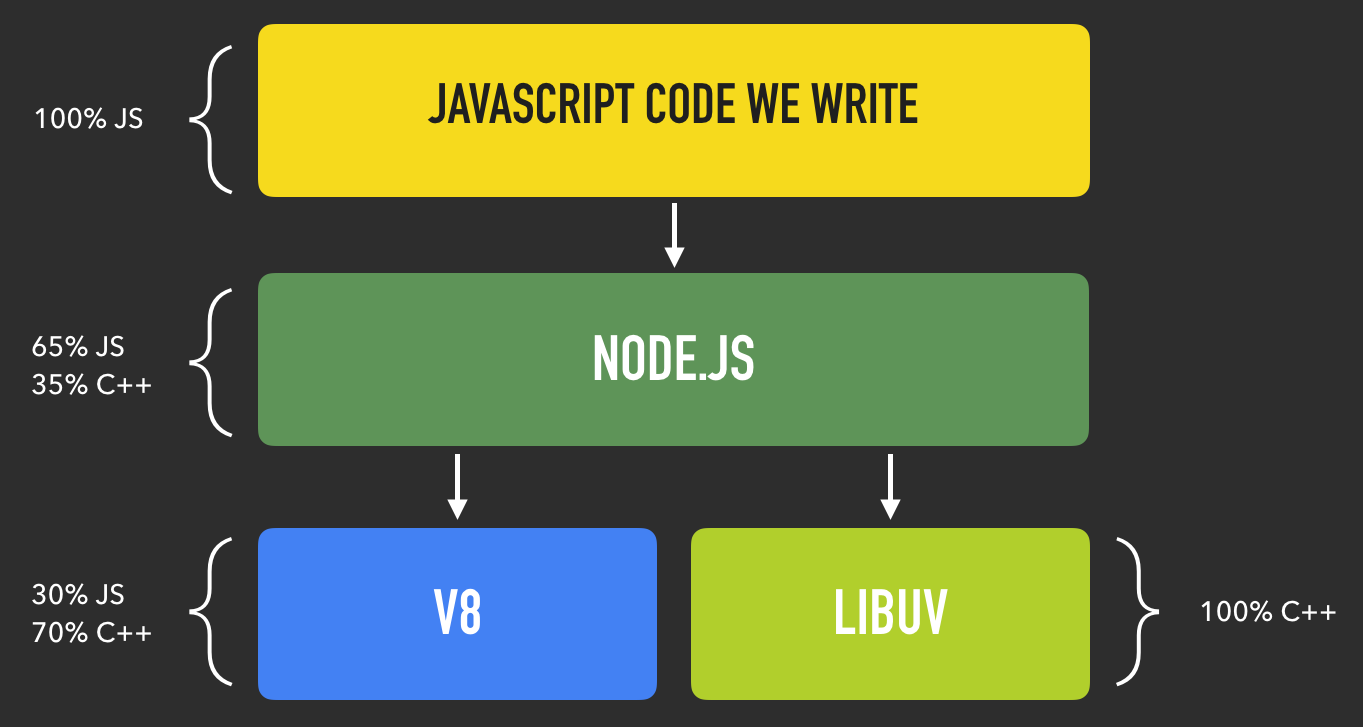 JAVASCRIPT CODE WE WRITE
100% JS
NODE.JS
65% JS
35% C++
V8
30% JS
70% C++
LIBUV
100% C++